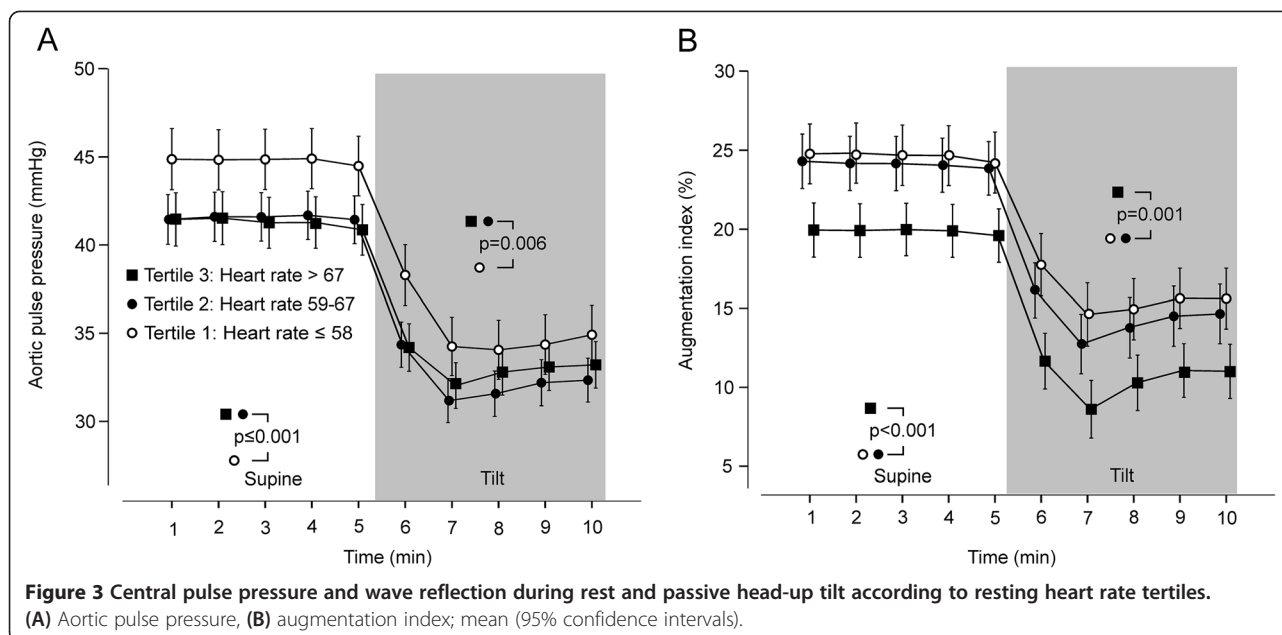 A
B
50
45
40
35
30
Aortic pulse pressure (mmHg)
p=0.006
Tertile 3: Heart rate > 67
Tertile 2: Heart rate 59-67
Tertile 1: Heart rate ≤ 58
p≤0.001
Supine
Tilt
1 2 3 4 5 6 7 8 9 10
Time (min)
30
25
20
15
10
5
Augmentation index (%)
p=0.001
p<0.001
Supine
Tilt
1 2 3 4 5 6 7 8 9 10
Time (min)
Figure 3 Central pulse pressure and wave reflection during rest and passive head-up tilt according to resting heart rate tertiles.
(A) Aortic pulse pressure, (B) augmentation index; mean (95% confidence intervals).